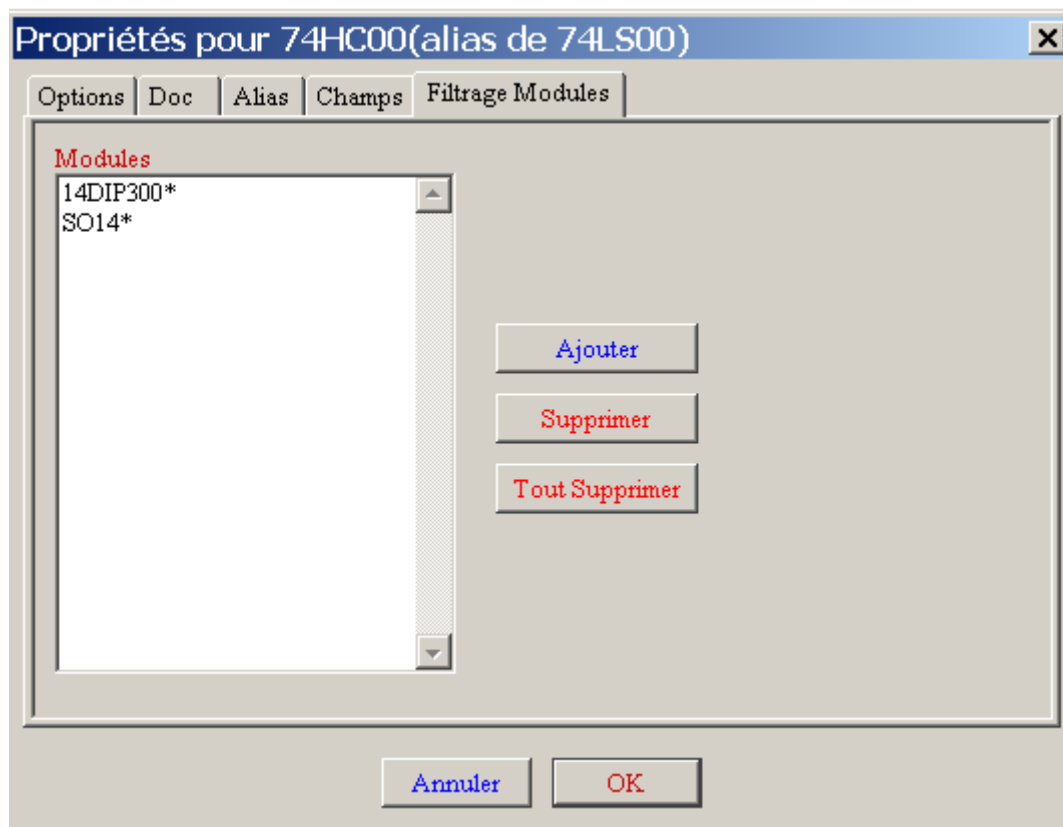 Propriétés pour 74HC00(alias de 74LS00)
Options Doc Alias Champs Filtrage Modules
Modules
14DIP300*
SO14*
Ajouter
Supprimer
Tout Supprimer
Annuler OK